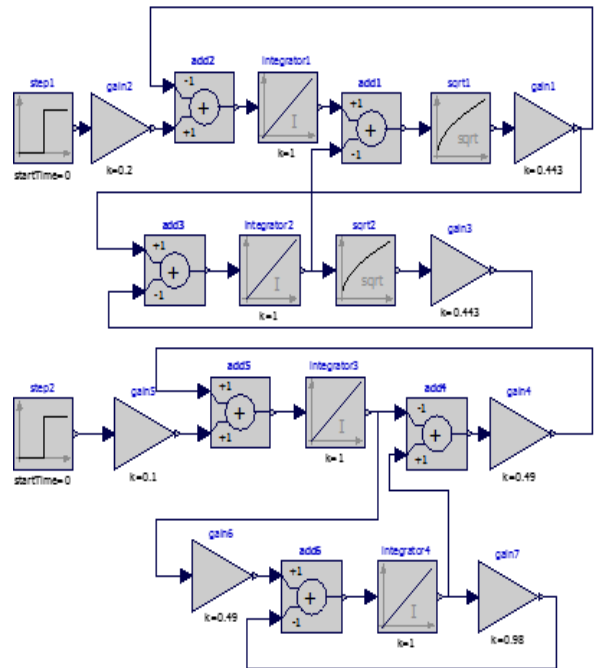 add2 integrator1
step1 gain2 add1 sqrt1 gain1
-1 +1 +1 I +1 -1 sqrt
startTime=0 k=0.2 k=1 k=0.443
add3 integrator2 sqrt2 gain3
+1 + -1 I sqrt
k=1 k=0.443
add5 integrator3
step2 gain5 add4 gain4
+1 + +1 I -1 + +1
startTime=0 k=0.1 k=1 k=0.49
gain6 add6 integrator4 gain7
+1 + -1 I
k=0.49 k=1 k=0.98